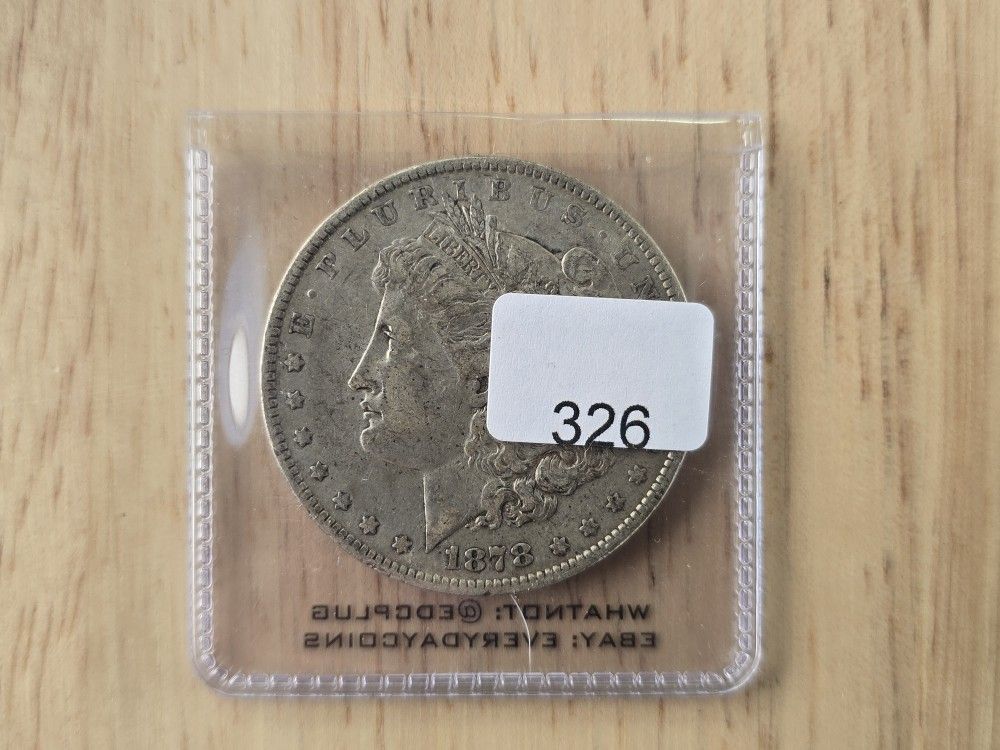 E · PLURIBUS · UN
LIBERTY
326
1878
WHATNOT: @EDCPLUG
EBAY: EVERYDAYCOINS